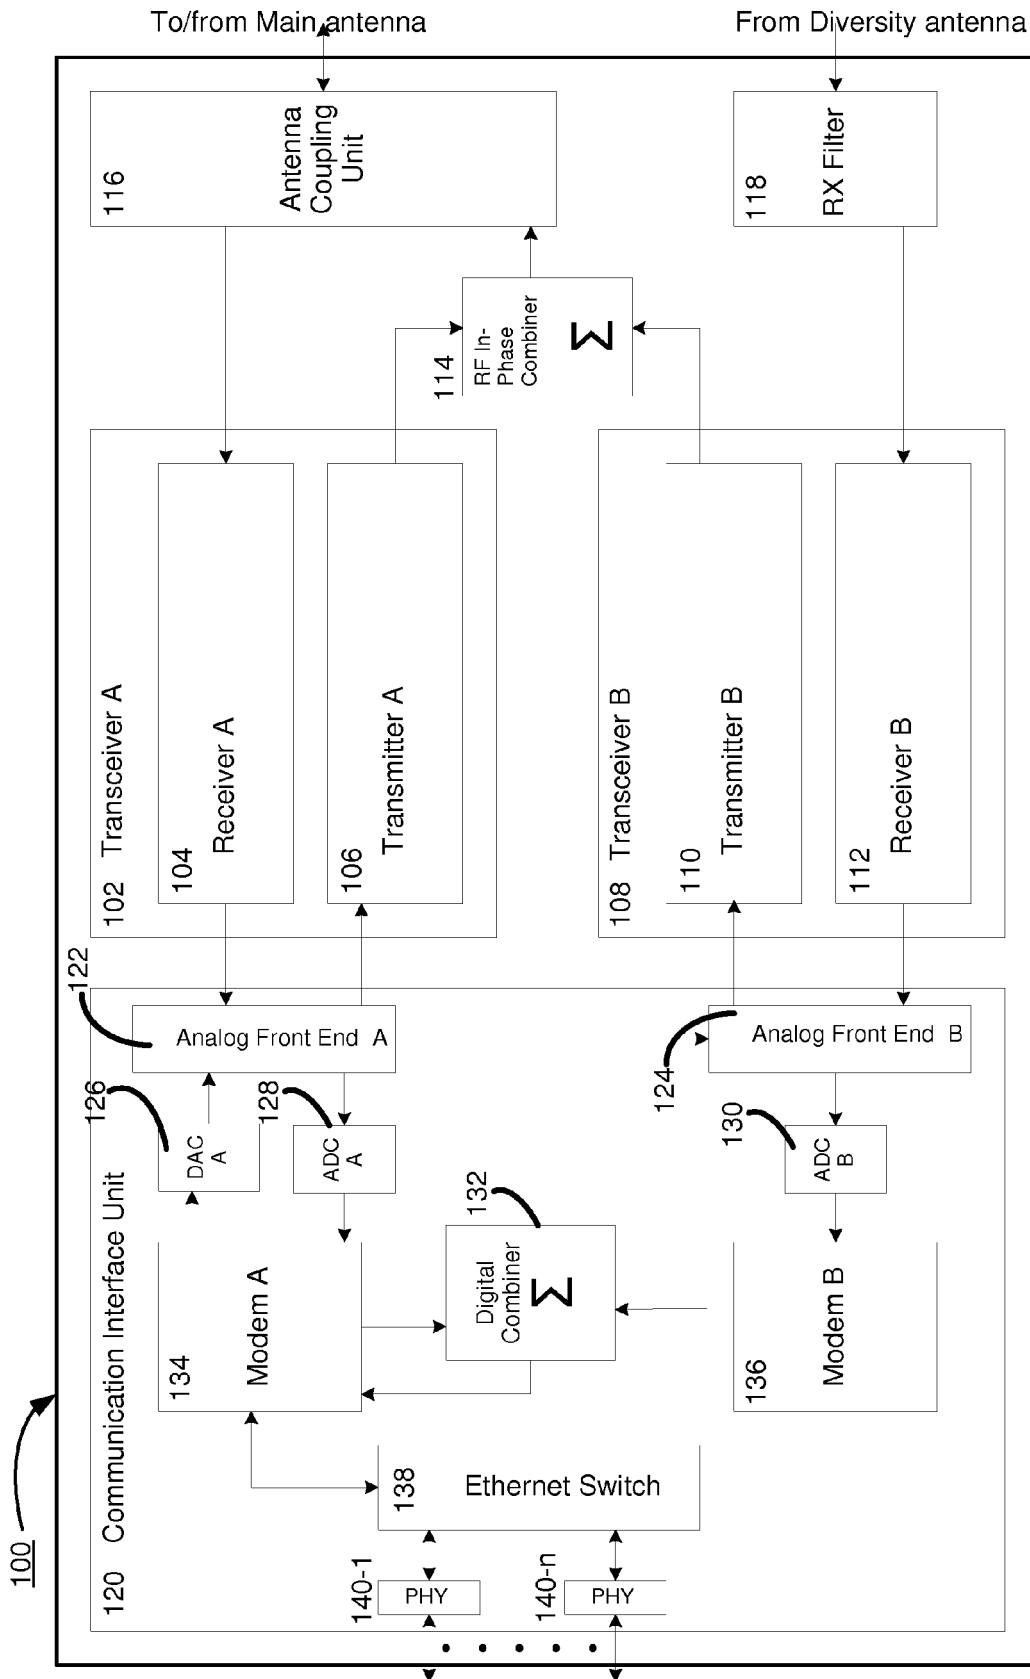 To/from Main antenna
From Diversity antenna
116
Antenna
Coupling
Unit
118
RX Filter
114
RF In-
Phase
Combiner
Σ
102 Transceiver A
104
Receiver A
106
Transmitter A
108 Transceiver B
110
Transmitter B
112
Receiver B
122
Analog Front End A
124
Analog Front End B
126
DAC
A
128
ADC
A
130
ADC
B
132
Digital
Combiner
Σ
134
Modem A
136
Modem B
138
Ethernet Switch
140-1
PHY
140-n
PHY
120 Communication Interface Unit
100